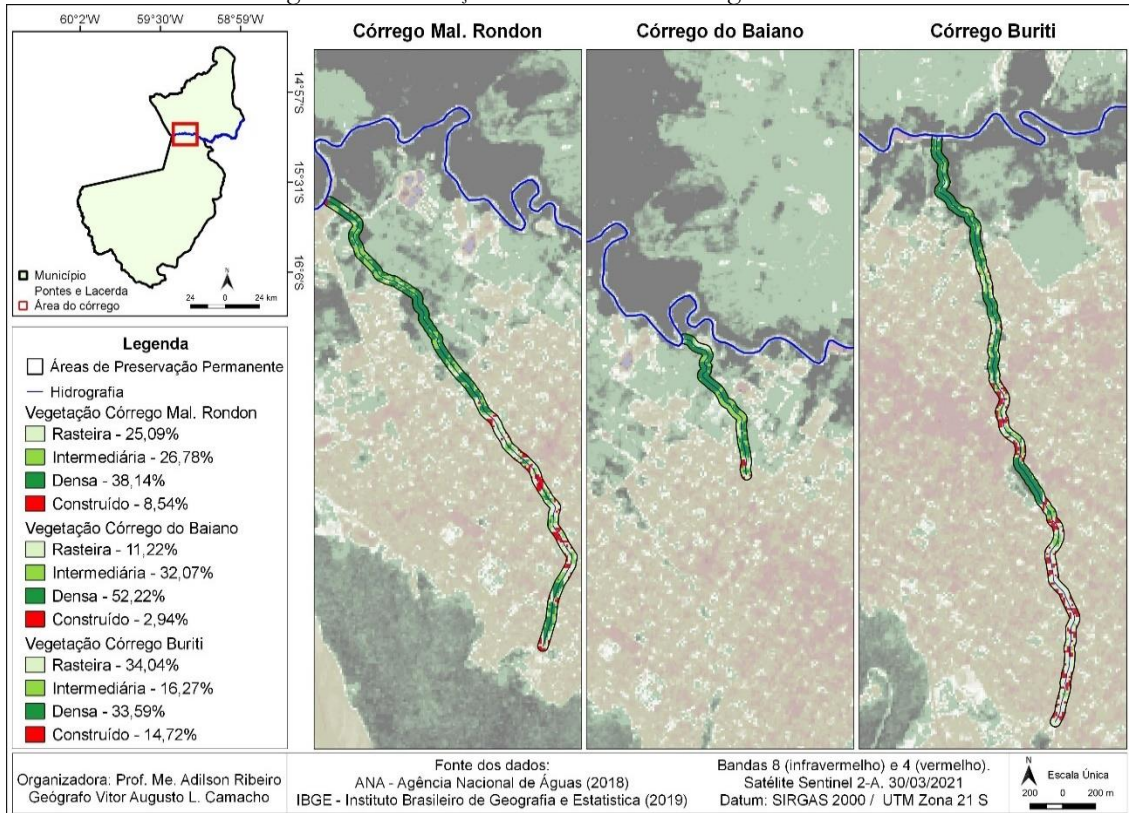 60°2'W 59°30'W 58°59'W
14°57'S
15°31'S
16°6'S
Município
Pontes e Lacerda
Área do córrego
N
24 0 24 km
Córrego Mal. Rondon
Córrego do Baiano
Córrego Buriti
Legenda
Áreas de Preservação Permanente
Hidrografia
Vegetação Córrego Mal. Rondon
Rasteira - 25,09%
Intermediária - 26,78%
Densa - 38,14%
Construído - 8,54%
Vegetação Córrego do Baiano
Rasteira - 11,22%
Intermediária - 32,07%
Densa - 52,22%
Construído - 2,94%
Vegetação Córrego Buriti
Rasteira - 34,04%
Intermediária - 16,27%
Densa - 33,59%
Construído - 14,72%
Organizadora: Prof. Me. Adilson Ribeiro
Geógrafo Vitor Augusto L. Camacho
Fonte dos dados:
ANA - Agência Nacional de Águas (2018)
IBGE - Instituto Brasileiro de Geografia e Estatistica (2019)
Bandas 8 (infravermelho) e 4 (vermelho).
Satélite Sentinel 2-A. 30/03/2021
Datum: SIRGAS 2000 / UTM Zona 21 S
N
Escala Única
200 0 200 m